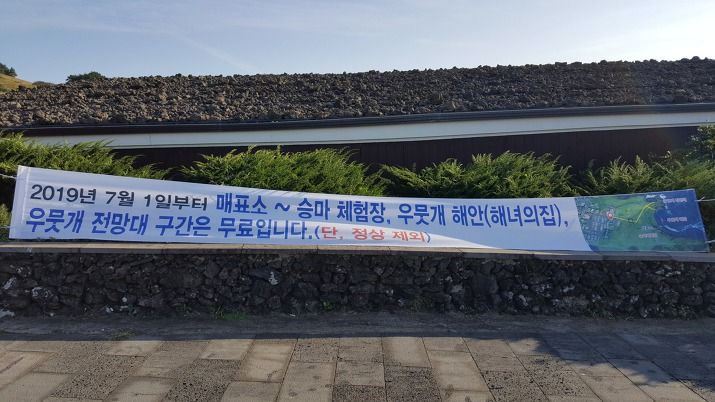 2019년 7월 1일부터 매표소 ~ 승마 체험장, 우뭇개 해안(해녀의집),
우뭇개 전망대 구간은 무료입니다.(단, 정상 제외)